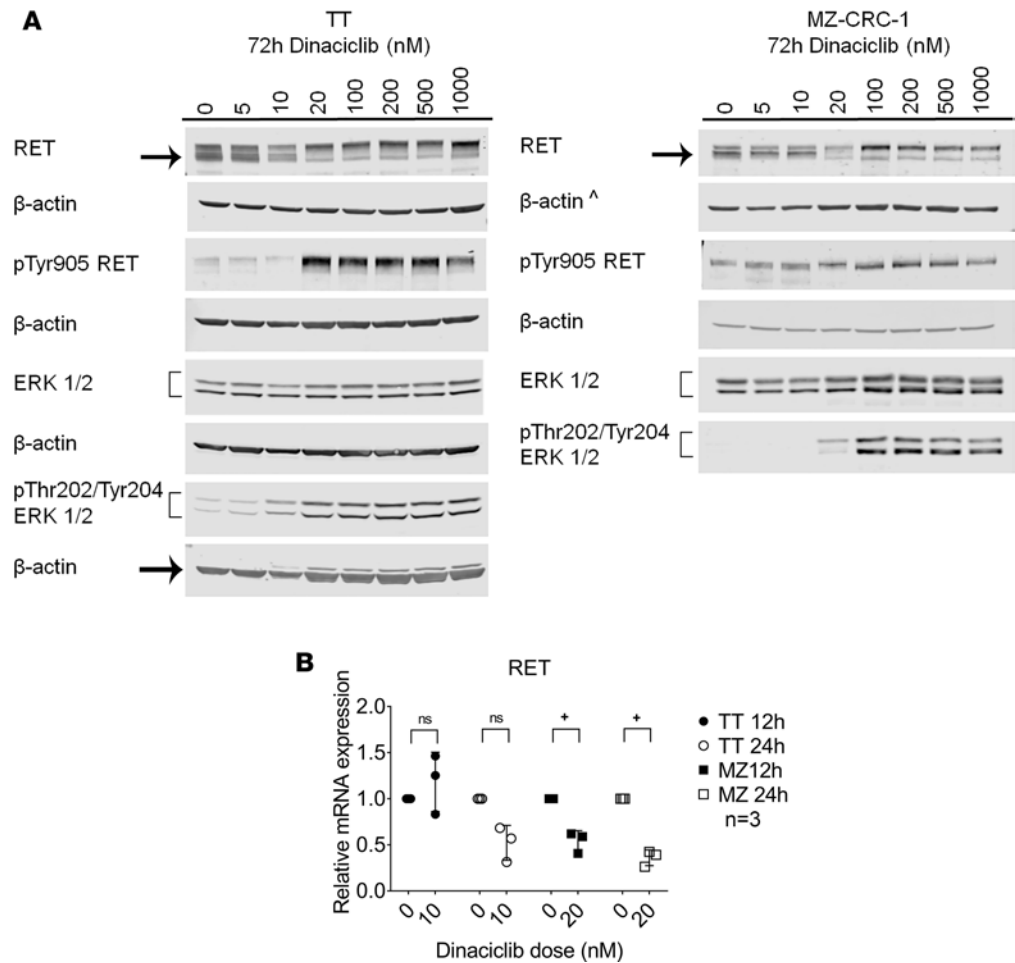 A
TT
72h Dinaciclib (nM)
0 5 10 20 100 200 500 1000
RET
β-actin
pTyr905 RET
β-actin
ERK 1/2
β-actin
pThr202/Tyr204
ERK 1/2
β-actin
MZ-CRC-1
72h Dinaciclib (nM)
0 5 10 20 100 200 500 1000
RET
β-actin ^
pTyr905 RET
β-actin
ERK 1/2
pThr202/Tyr204
ERK 1/2
B
RET
Relative mRNA expression
2.0
1.5
1.0
0.5
0.0
ns ns + +
0 10 0 10 0 20 0 20
Dinaciclib dose (nM)
TT 12h
TT 24h
MZ12h
MZ 24h
n=3